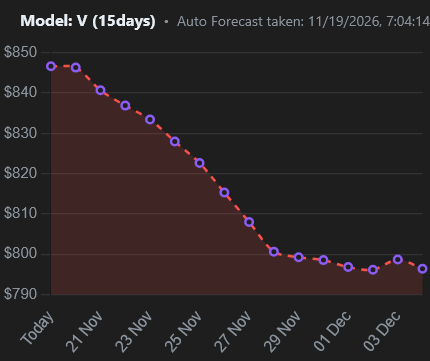 Model: V (15days) • Auto Forecast taken: 11/19/2026, 7:04:14
$850
$840
$830
$820
$810
$800
$790
Today
21 Nov
23 Nov
25 Nov
27 Nov
29 Nov
01 Dec
03 Dec